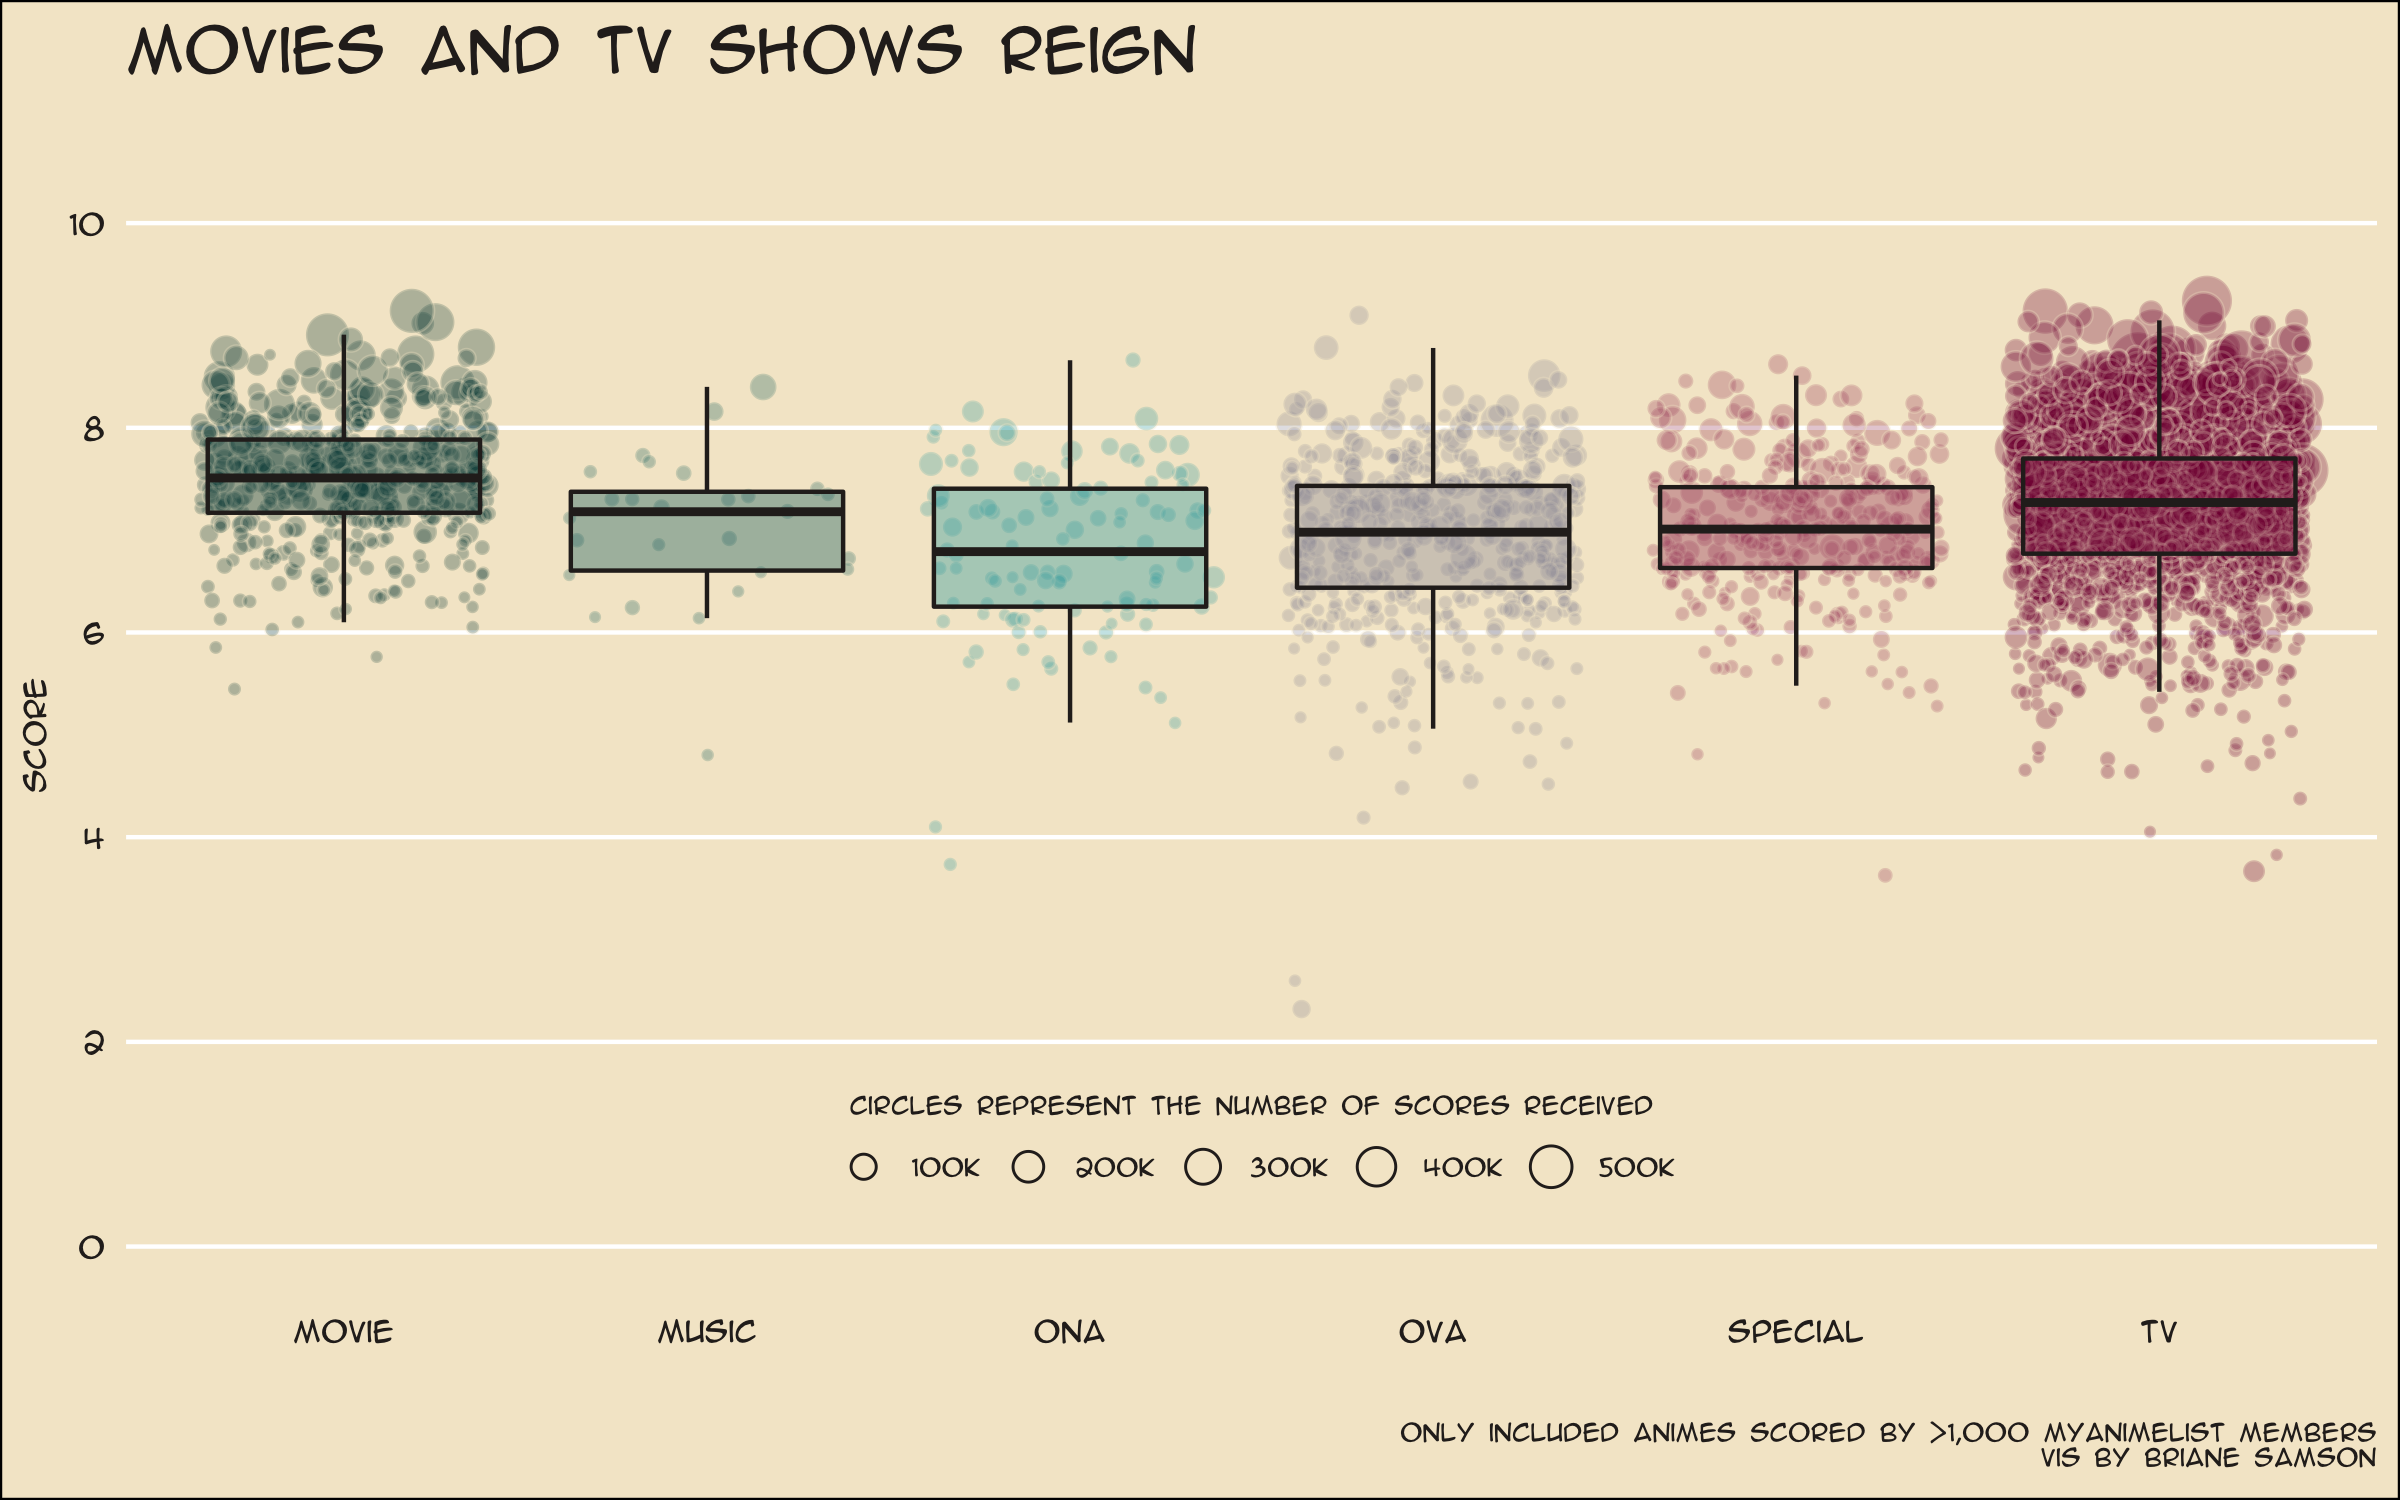 MOVIES AND TV SHOWS REIGN
10
8
6
4
2
0
SCORE
CIRCLES REPRESENT THE NUMBER OF SCORES RECEIVED
100K 200K 300K 400K 500K
MOVIE MUSIC ONA OVA SPECIAL TV
ONLY INCLUDED ANIMES SCORED BY >1,000 MYANIMELIST MEMBERS
VIS BY BRIANE SAMSON